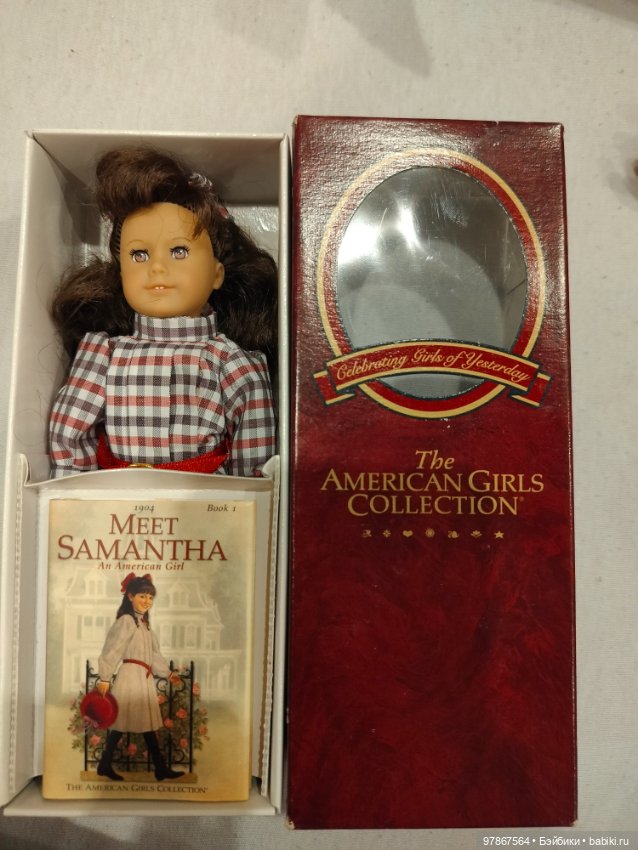 Celebrating Girls of Yesterday
The
AMERICAN GIRLS
COLLECTION®
1904 Book 1
MEET
SAMANTHA
An American Girl
THE AMERICAN GIRLS COLLECTION®
97867564 • Бэйбики • babiki.ru